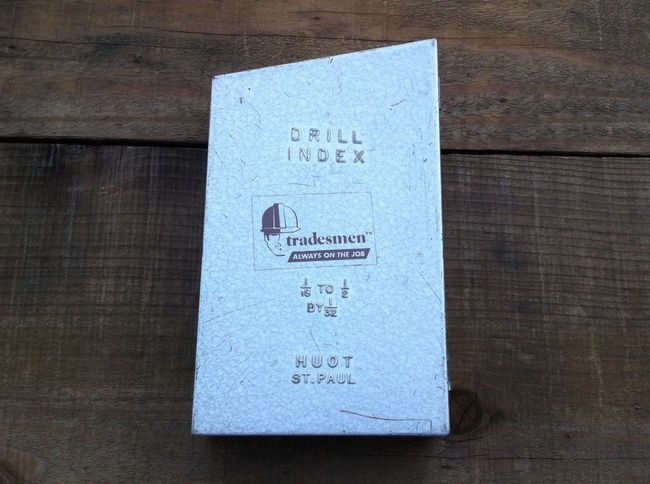 DRILL
INDEX
tradesmen™
ALWAYS ON THE JOB
1/16 TO 1/2
BY 1/32
HUOT
ST. PAUL